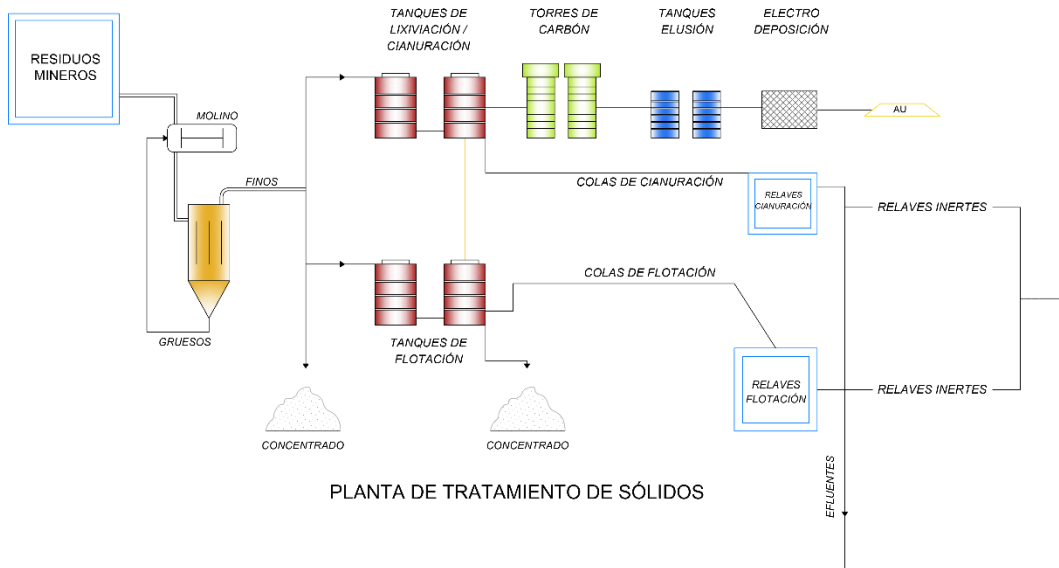 TANQUES DE
LIXIVIACIÓN /
CIANURACIÓN
TORRES DE
CARBÓN
TANQUES
ELUSIÓN
ELECTRO
DEPOSICIÓN
RESIDUOS
MINEROS
MOLINO
AU
FINOS
COLAS DE CIANURACIÓN
RELAVES
CIANURACIÓN
RELAVES INERTES
COLAS DE FLOTACIÓN
GRUESOS
TANQUES DE
FLOTACIÓN
RELAVES
FLOTACIÓN
RELAVES INERTES
CONCENTRADO
CONCENTRADO
PLANTA DE TRATAMIENTO DE SÓLIDOS
EFLUENTES